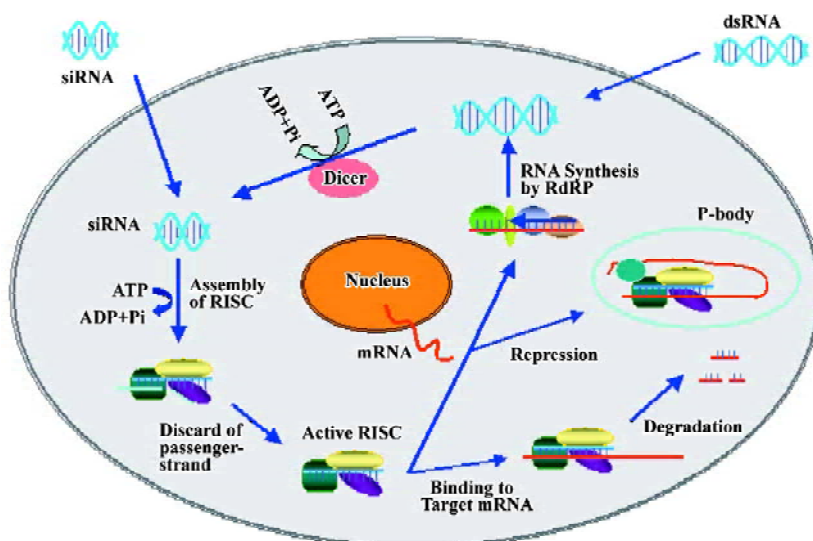 siRNA
dsRNA
ADP+Pi
ATP
Dicer
RNA Synthesis
by RdRP
P-body
siRNA
Nucleus
ATP
ADP+Pi
Assembly
of RISC
mRNA
Repression
Discard of
passenger-
strand
Active RISC
Degradation
Binding to
Target mRNA